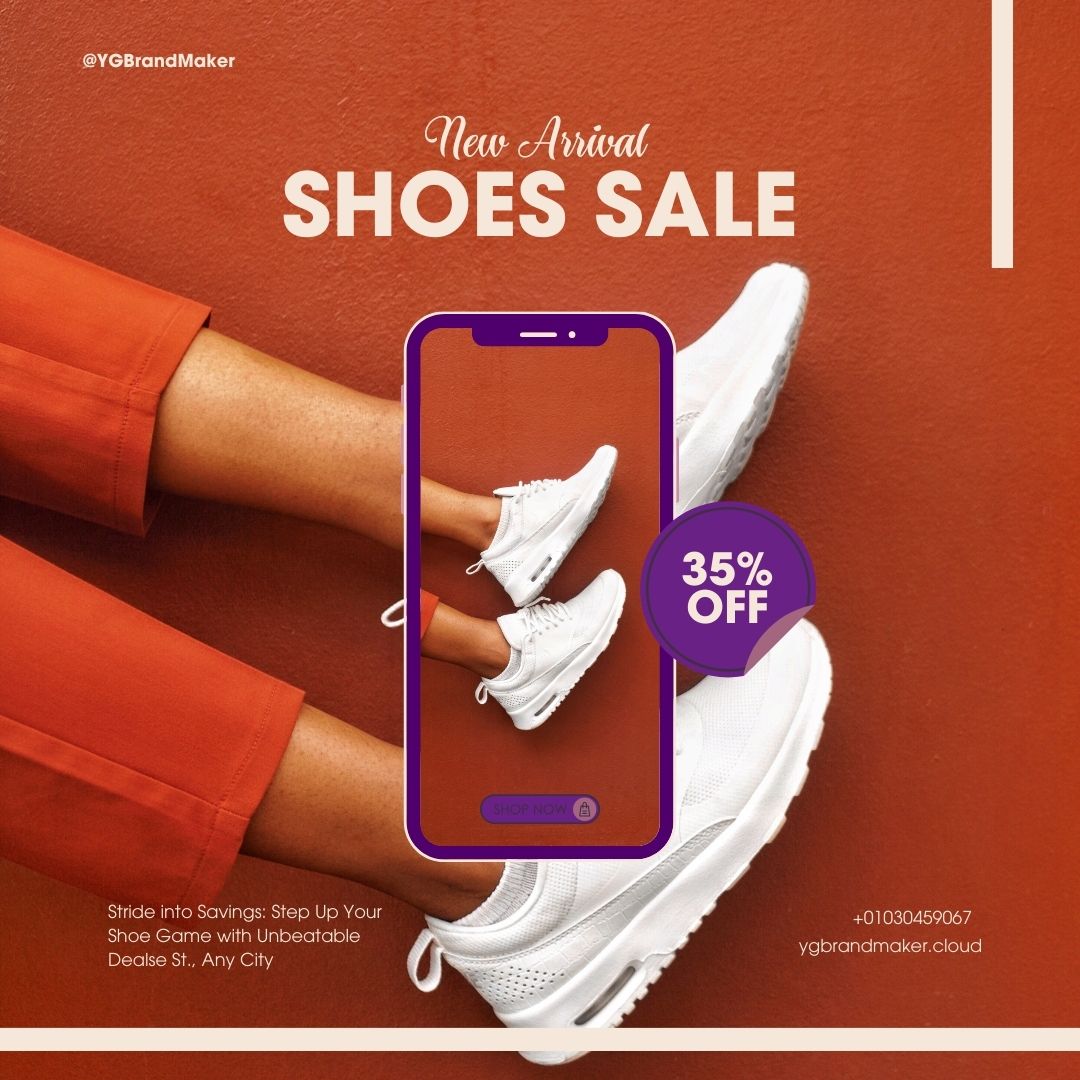 @YGBrandMaker
New Arrival
SHOES SALE
35%
OFF
SHOP NOW
Stride into Savings: Step Up Your
Shoe Game with Unbeatable
Dealse St., Any City
+01030459067
ygbrandmaker.cloud